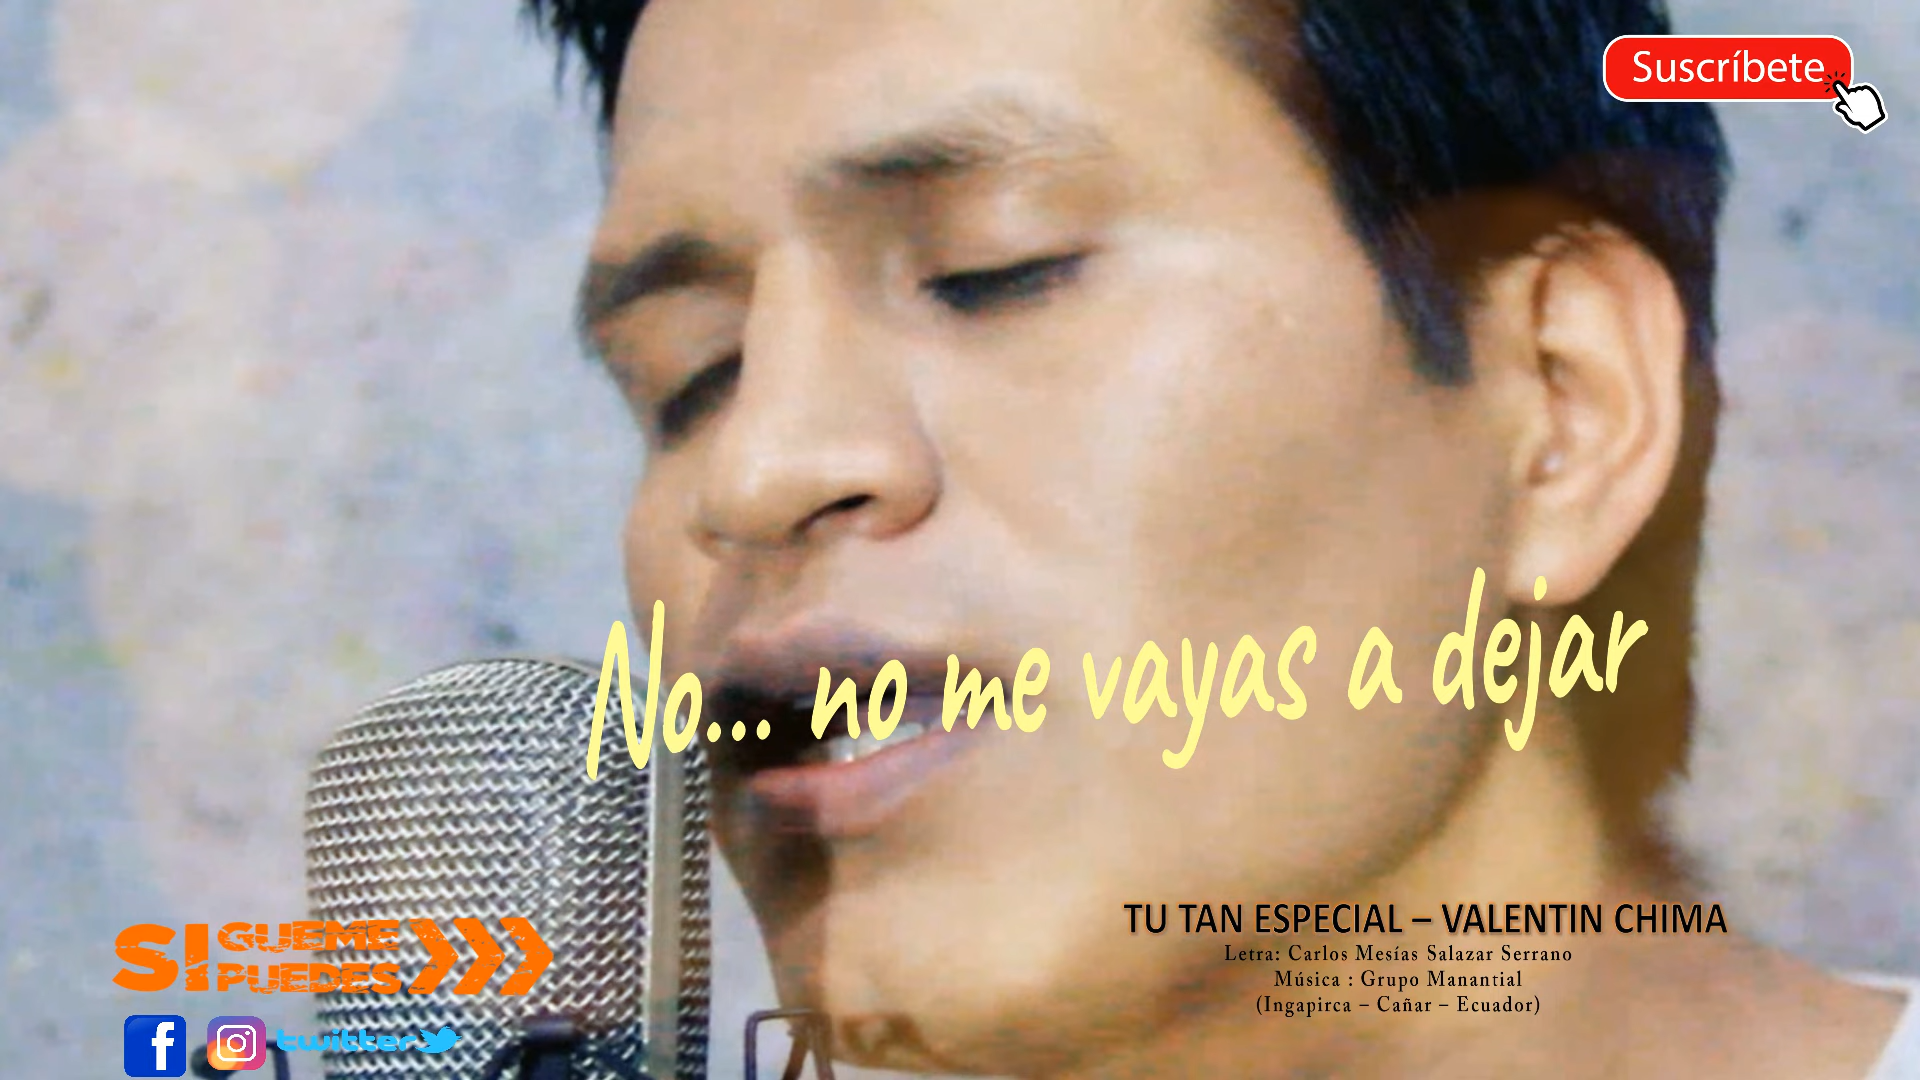 Suscríbete
No... no me vayas a dejar
TU TAN ESPECIAL – VALENTIN CHIMA
Letra: Carlos Mesías Salazar Serrano
Música : Grupo Manantial
(Ingapirca – Cañar – Ecuador)
SIGUEME
SI PUEDES
f twitter